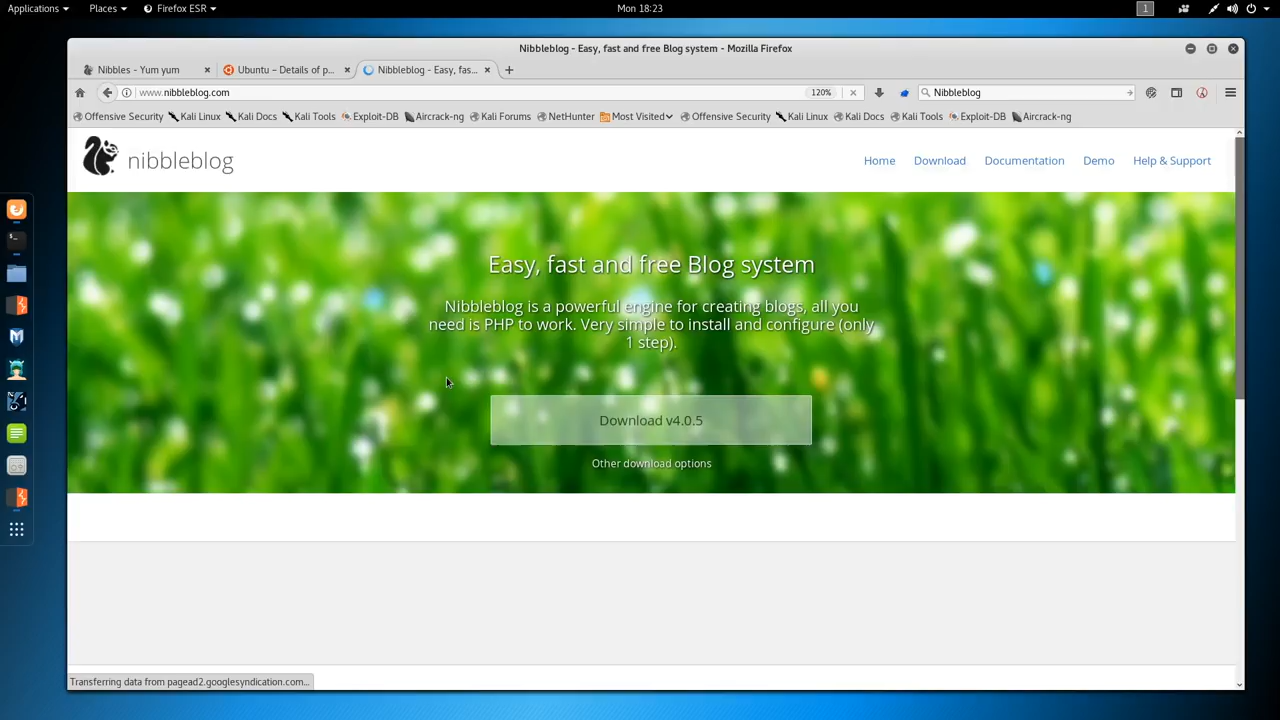 Applications Places Firefox ESR Mon 18:23 1
Nibbleblog - Easy, fast and free Blog system - Mozilla Firefox
Nibbles - Yum yum × Ubuntu – Details of p... × Nibbleblog - Easy, fas... × +
www.nibbleblog.com 120% Nibbleblog
Offensive Security Kali Linux Kali Docs Kali Tools Exploit-DB Aircrack-ng Kali Forums NetHunter Most Visited Offensive Security Kali Linux Kali Docs Kali Tools Exploit-DB Aircrack-ng
nibbleblog Home Download Documentation Demo Help & Support
Easy, fast and free Blog system
Nibbleblog is a powerful engine for creating blogs, all you
need is PHP to work. Very simple to install and configure (only
1 step).
Download v4.0.5
Other download options
Transferring data from pagead2.googlesyndication.com...